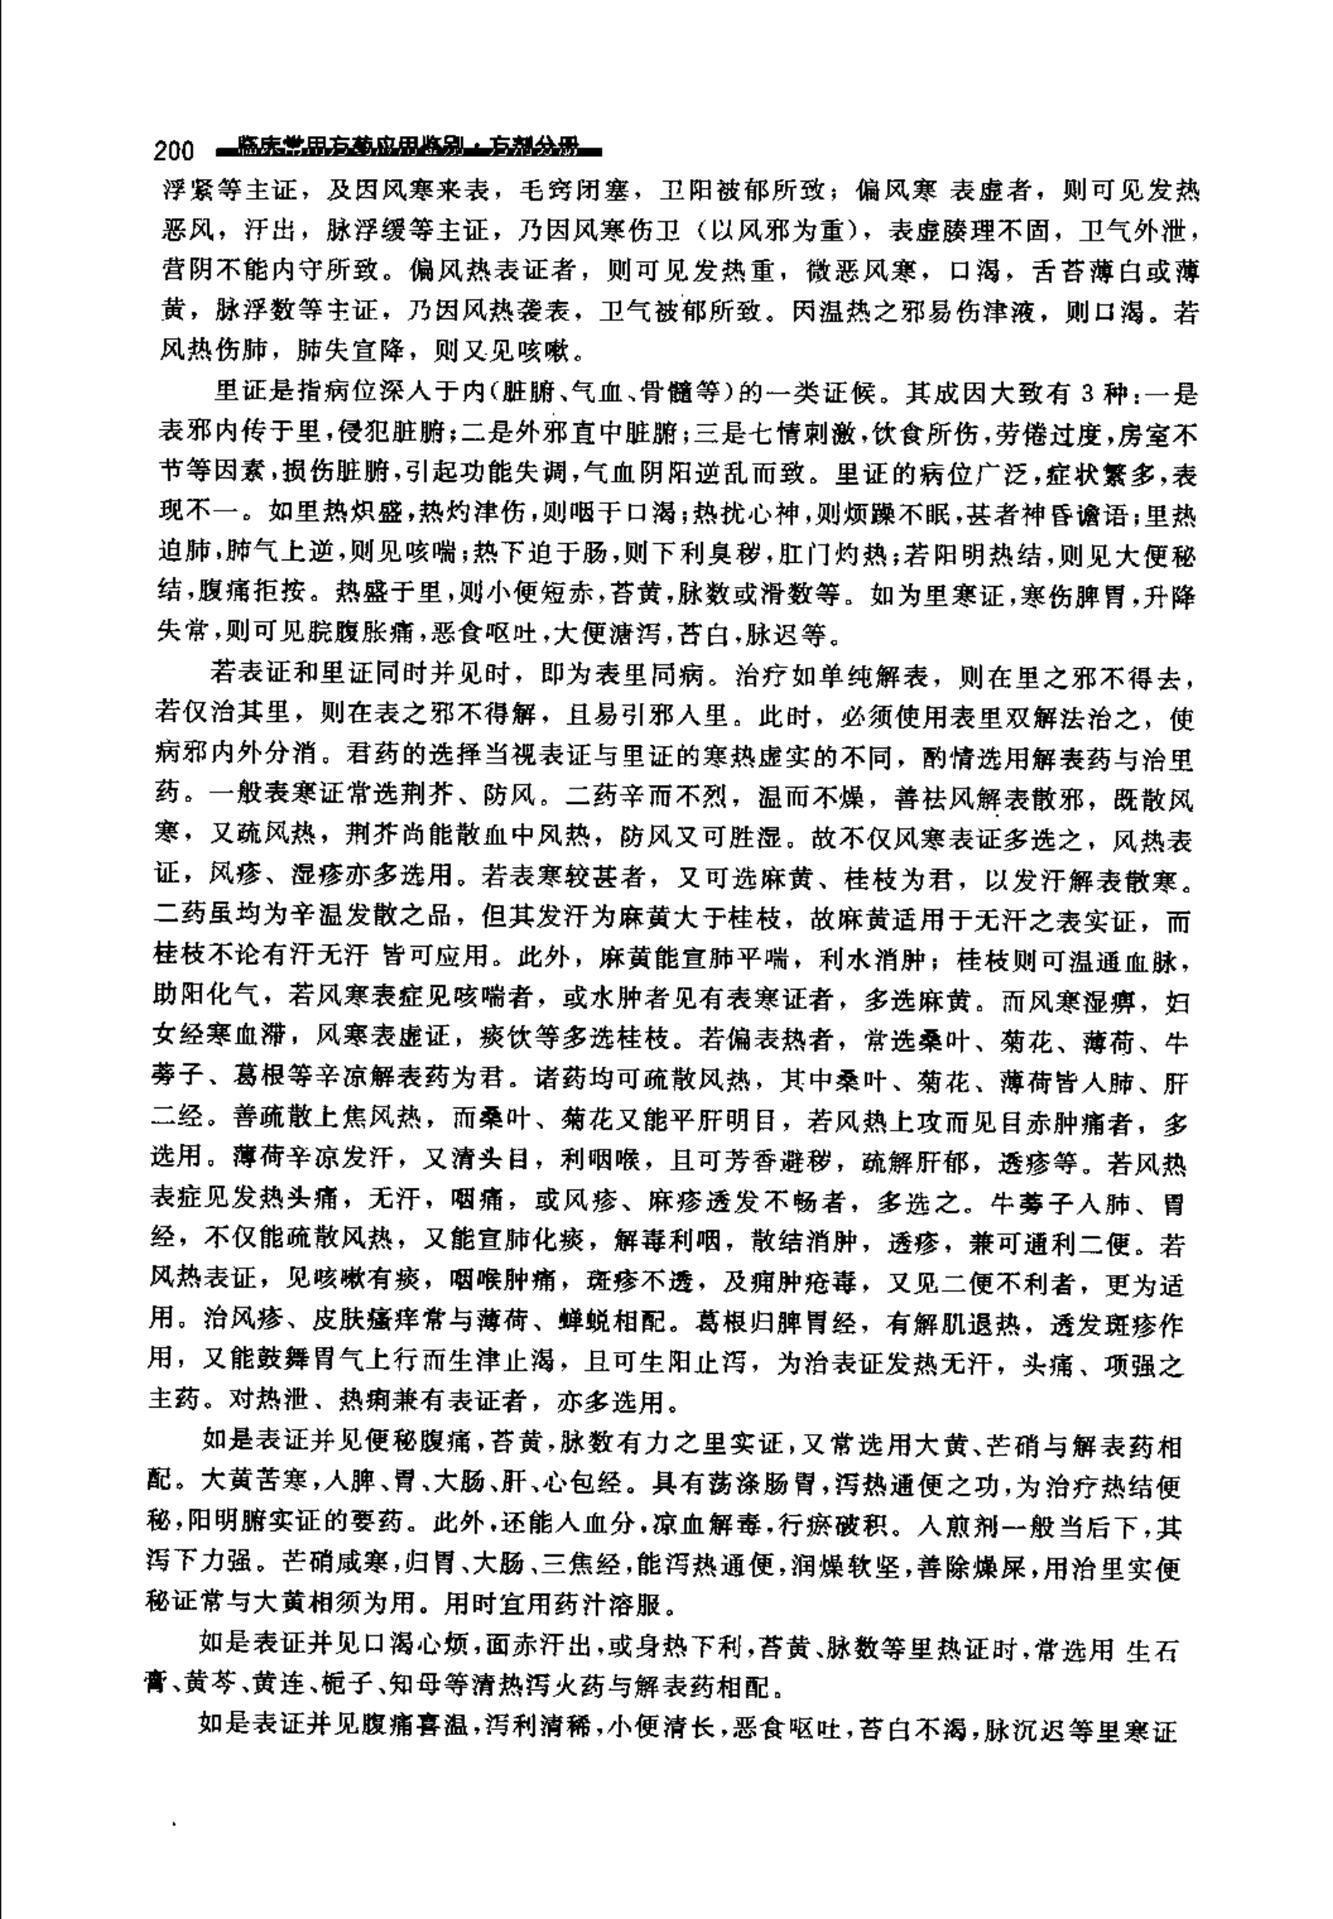 200 临床常用方药应用鉴别·方剂分册
浮紧等主证，及因风寒来表，毛窍闭塞，卫阳被郁所致；偏风寒 表虚者，则可见发热
恶风，汗出，脉浮缓等主证，乃因风寒伤卫（以风邪为重），表虚腠理不固，卫气外泄，
营阴不能内守所致。偏风热表证者，则可见发热重，微恶风寒，口渴，舌苔薄白或薄
黄，脉浮数等主证，乃因风热袭表，卫气被郁所致。因温热之邪易伤津液，则口渴。若
风热伤肺，肺失宣降，则又见咳嗽。
里证是指病位深人于内（脏腑、气血、骨髓等）的一类证候。其成因大致有 3 种：一是
表邪内传于里，侵犯脏腑；二是外邪直中脏腑；三是七情刺激，饮食所伤，劳倦过度，房室不
节等因素，损伤脏腑，引起功能失调，气血阴阳逆乱而致。里证的病位广泛，症状繁多，表
现不一。如里热炽盛，热灼津伤，则咽干口渴；热扰心神，则烦躁不眠，甚者神昏谵语；里热
迫肺，肺气上逆，则见咳喘；热下迫于肠，则下利臭秽，肛门灼热；若阳明热结，则见大便秘
结，腹痛拒按。热盛于里，则小便短赤，苔黄，脉数或滑数等。如为里寒证，寒伤脾胃，升降
失常，则可见脘腹胀痛，恶食呕吐，大便溏泻，苔白，脉迟等。
若表证和里证同时并见时，即为表里同病。治疗如单纯解表，则在里之邪不得去，
若仅治其里，则在表之邪不得解，且易引邪人里。此时，必须使用表里双解法治之，使
病邪内外分消。君药的选择当视表证与里证的寒热虚实的不同，酌情选用解表药与治里
药。一般表寒证常选荆芥、防风。二药辛而不烈，温而不燥，善祛风解表散邪，既散风
寒，又疏风热，荆芥尚能散血中风热，防风又可胜湿。故不仅风寒表证多选之，风热表
证，风疹、湿疹亦多选用。若表寒较甚者，又可选麻黄、桂枝为君，以发汗解表散寒。
二药虽均为辛温发散之品，但其发汗为麻黄大于桂枝，故麻黄适用于无汗之表实证，而
桂枝不论有汗无汗 皆可应用。此外，麻黄能宣肺平喘，利水消肿；桂枝则可温通血脉，
助阳化气，若风寒表症见咳喘者，或水肿者见有表寒证者，多选麻黄。而风寒湿痹，妇
女经寒血滞，风寒表虚证，痰饮等多选桂枝。若偏表热者，常选桑叶、菊花、薄荷、牛
蒡子、葛根等辛凉解表药为君。诸药均可疏散风热，其中桑叶、菊花、薄荷皆人肺、肝
二经。善疏散上焦风热，而桑叶、菊花又能平肝明目，若风热上攻而见目赤肿痛者，多
选用。薄荷辛凉发汗，又清头目，利咽喉，且可芳香避秽，疏解肝郁，透疹等。若风热
表症见发热头痛，无汗，咽痛，或风疹、麻疹透发不畅者，多选之。牛蒡子人肺、胃
经，不仅能疏散风热，又能宣肺化痰，解毒利咽，散结消肿，透疹，兼可通利二便。若
风热表证，见咳嗽有痰，咽喉肿痛，斑疹不透，及痈肿疮毒，又见二便不利者，更为适
用。治风疹、皮肤瘙痒常与薄荷、蝉蜕相配。葛根归脾胃经，有解肌退热，透发斑疹作
用，又能鼓舞胃气上行而生津止渴，且可生阳止泻，为治表证发热无汗，头痛、项强之
主药。对热泄、热痢兼有表证者，亦多选用。
如是表证并见便秘腹痛，苔黄，脉数有力之里实证，又常选用大黄、芒硝与解表药相
配。大黄苦寒，人脾、胃、大肠、肝、心包经。具有荡涤肠胃，泻热通便之功，为治疗热结便
秘，阳明腑实证的要药。此外，还能人血分，凉血解毒，行瘀破积。人煎剂一般当后下，其
泻下力强。芒硝咸寒，归胃、大肠、三焦经，能泻热通便，润燥软坚，善除燥屎，用治里实便
秘证常与大黄相须为用。用时宜用药汁溶服。
如是表证并见口渴心烦，面赤汗出，或身热下利，苔黄、脉数等里热证时，常选用 生石
膏、黄芩、黄连、栀子、知母等清热泻火药与解表药相配。
如是表证并见腹痛喜温，泻利清稀，小便清长，恶食呕吐，苔白不渴，脉沉迟等里寒证